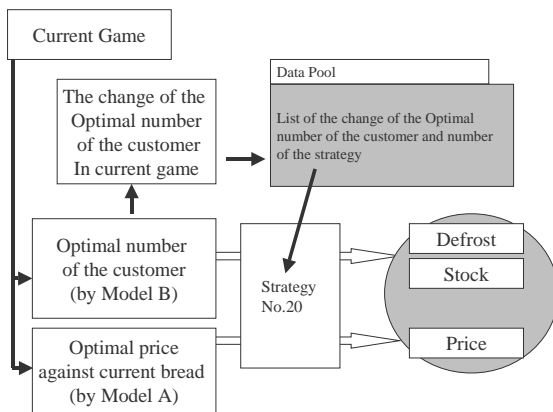 Current Game
The change of the
Optimal number
of the customer
In current game
Data Pool
List of the change of the Optimal
number of the customer and number
of the strategy
Optimal number
of the customer
(by Model B)
Strategy
No.20
Defrost
Stock
Optimal price
against current bread
(by Model A)
Price